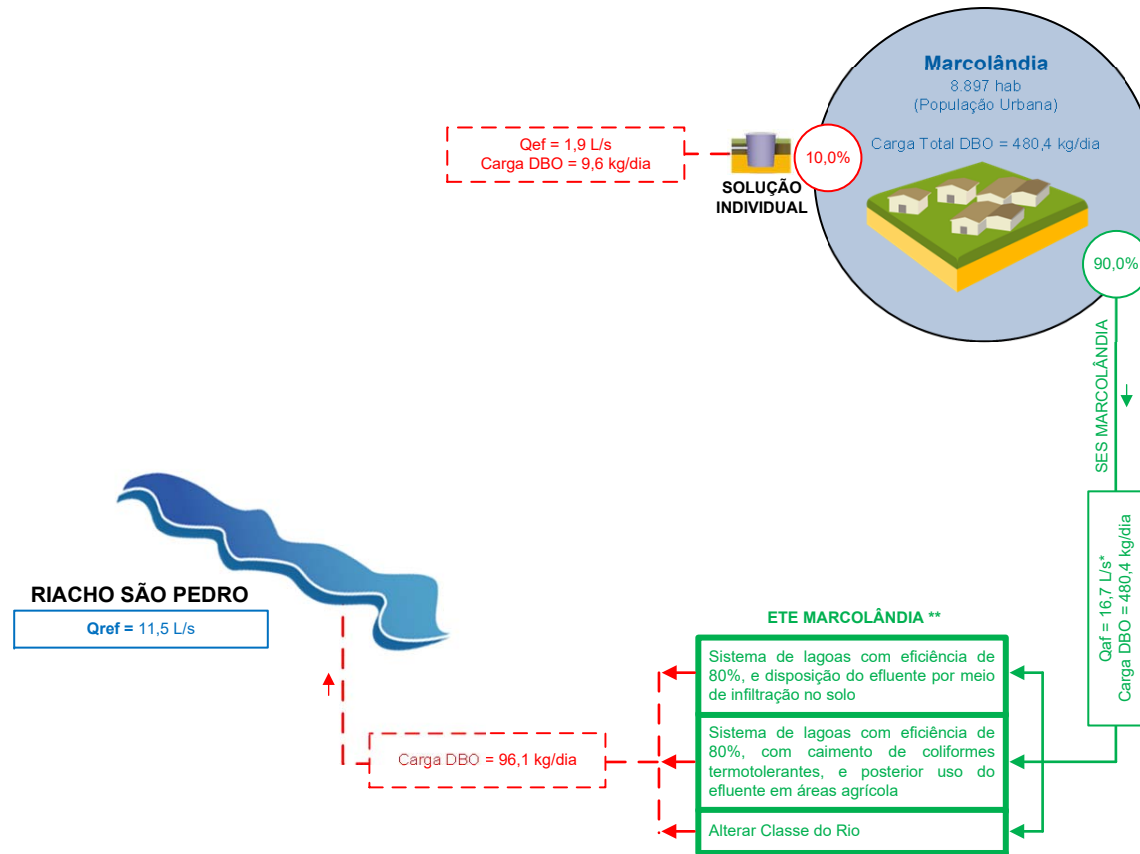 Marcolândia
8.897 hab
(População Urbana)
Carga Total DBO = 480,4 kg/dia
Qef = 1,9 L/s
Carga DBO = 9,6 kg/dia
10,0%
SOLUÇÃO
INDIVIDUAL
90,0%
SES MARCOLÂNDIA
Qaf = 16,7 L/s*
Carga DBO = 480,4 kg/dia
RIACHO SÃO PEDRO
Qref = 11,5 L/s
ETE MARCOLÂNDIA **
Sistema de lagoas com eficiência de
80%, e disposição do efluente por meio
de infiltração no solo
Sistema de lagoas com eficiência de
80%, com caimento de coliformes
termotolerantes, e posterior uso do
efluente em áreas agrícola
Alterar Classe do Rio
Carga DBO = 96,1 kg/dia